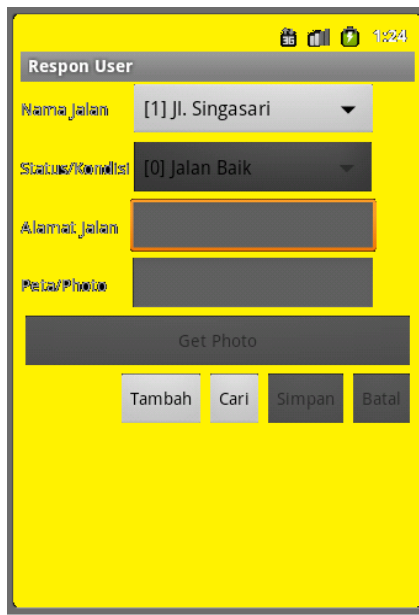 3G 1:24
Respon User
Nama Jalan [1] Jl. Singasari
Status/Kondisi [0] Jalan Baik
Alamat Jalan
Peta/Photo
Get Photo
Tambah Cari Simpan Batal